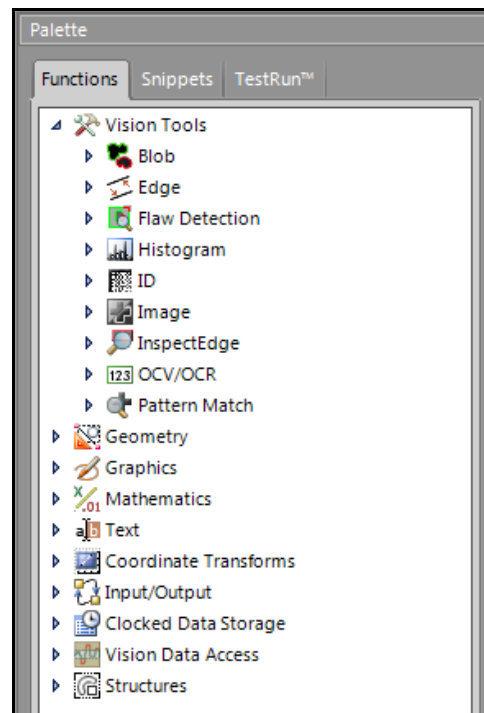 Palette
Functions Snippets TestRun™
Vision Tools
Blob
Edge
Flaw Detection
Histogram
ID
Image
InspectEdge
123 OCV/OCR
Pattern Match
Geometry
Graphics
X/.01 Mathematics
a b Text
Coordinate Transforms
Input/Output
Clocked Data Storage
Vision Data Access
Structures